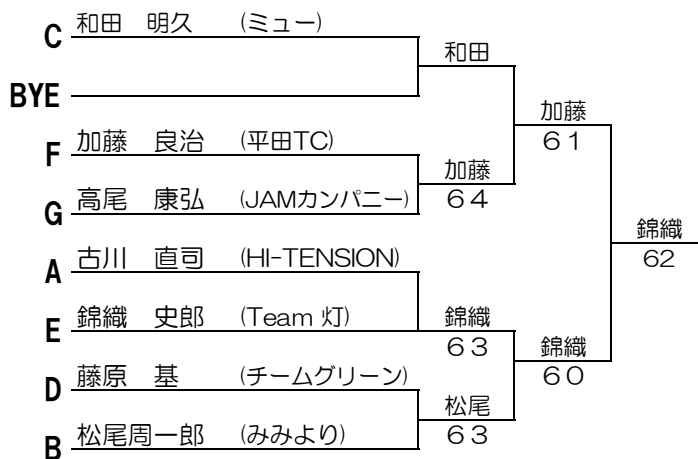 C 和田 明久 (ミュー)
和田
BYE
加藤
61
F 加藤 良治 (平田TC)
加藤
64
G 高尾 康弘 (JAMカンパニー)
錦織
62
A 古川 直司 (HI-TENSION)
E 錦織 史郎 (Team 灯)
錦織
63
錦織
60
D 藤原 基 (チームグリーン)
松尾
63
B 松尾周一郎 (みみより)